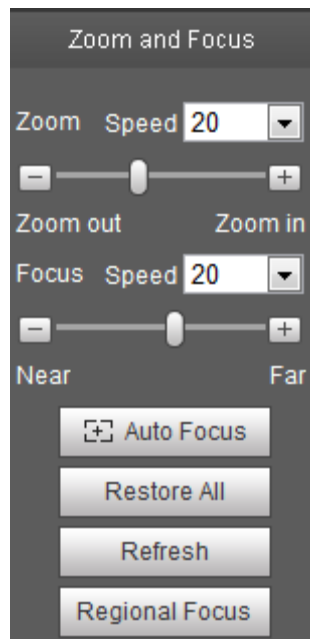 Zoom and Focus
Zoom Speed 20
Zoom out Zoom in
Focus Speed 20
Near Far
Auto Focus
Restore All
Refresh
Regional Focus